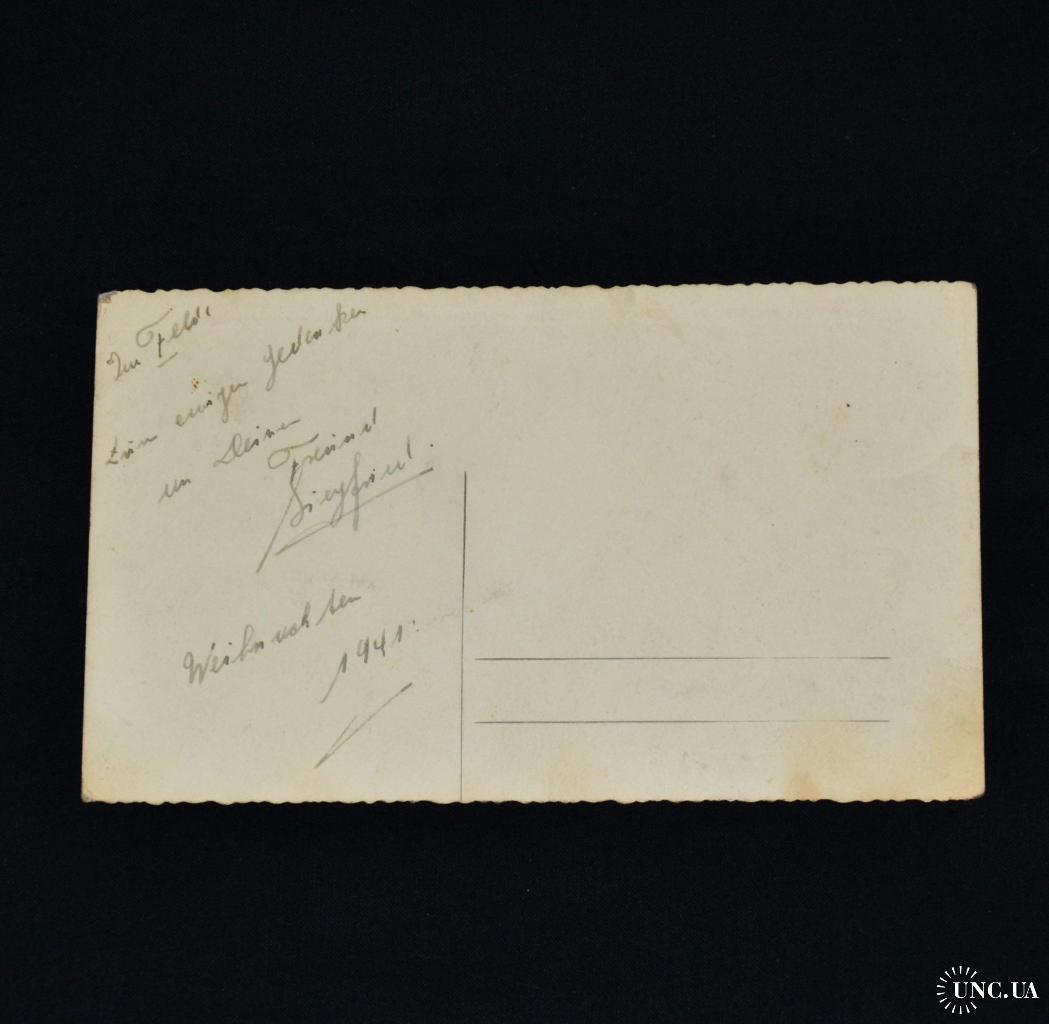 Im Felde
Zum ewigen Gedenken
an Deinen
Freund
Siegfried.
Weihnachten
1941.
UNC.UA